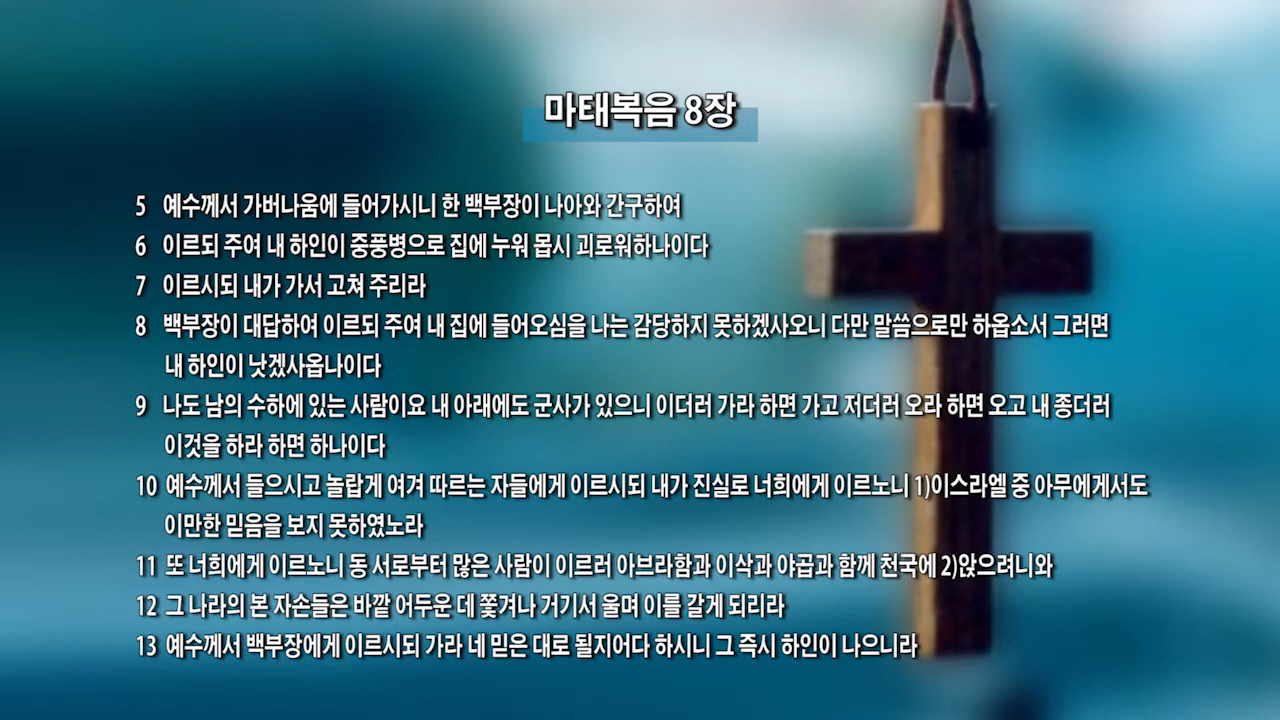 마태복음 8장
5 예수께서 가버나움에 들어가시니 한 백부장이 나아와 간구하여
6 이르되 주여 내 하인이 중풍병으로 집에 누워 몹시 괴로워하나이다
7 이르시되 내가 가서 고쳐 주리라
8 백부장이 대답하여 이르되 주여 내 집에 들어오심을 나는 감당하지 못하겠사오니 다만 말씀으로만 하옵소서 그러면
내 하인이 낫겠사옵나이다
9 나도 남의 수하에 있는 사람이요 내 아래에도 군사가 있으니 이더러 가라 하면 가고 저더러 오라 하면 오고 내 종더러
이것을 하라 하면 하나이다
10 예수께서 들으시고 놀랍게 여겨 따르는 자들에게 이르시되 내가 진실로 너희에게 이르노니 1)이스라엘 중 아무에게서도
이만한 믿음을 보지 못하였노라
11 또 너희에게 이르노니 동 서로부터 많은 사람이 이르러 아브라함과 이삭과 야곱과 함께 천국에 2)앉으려니와
12 그 나라의 본 자손들은 바깥 어두운 데 쫓겨나 거기서 울며 이를 갈게 되리라
13 예수께서 백부장에게 이르시되 가라 네 믿은 대로 될지어다 하시니 그 즉시 하인이 나으니라